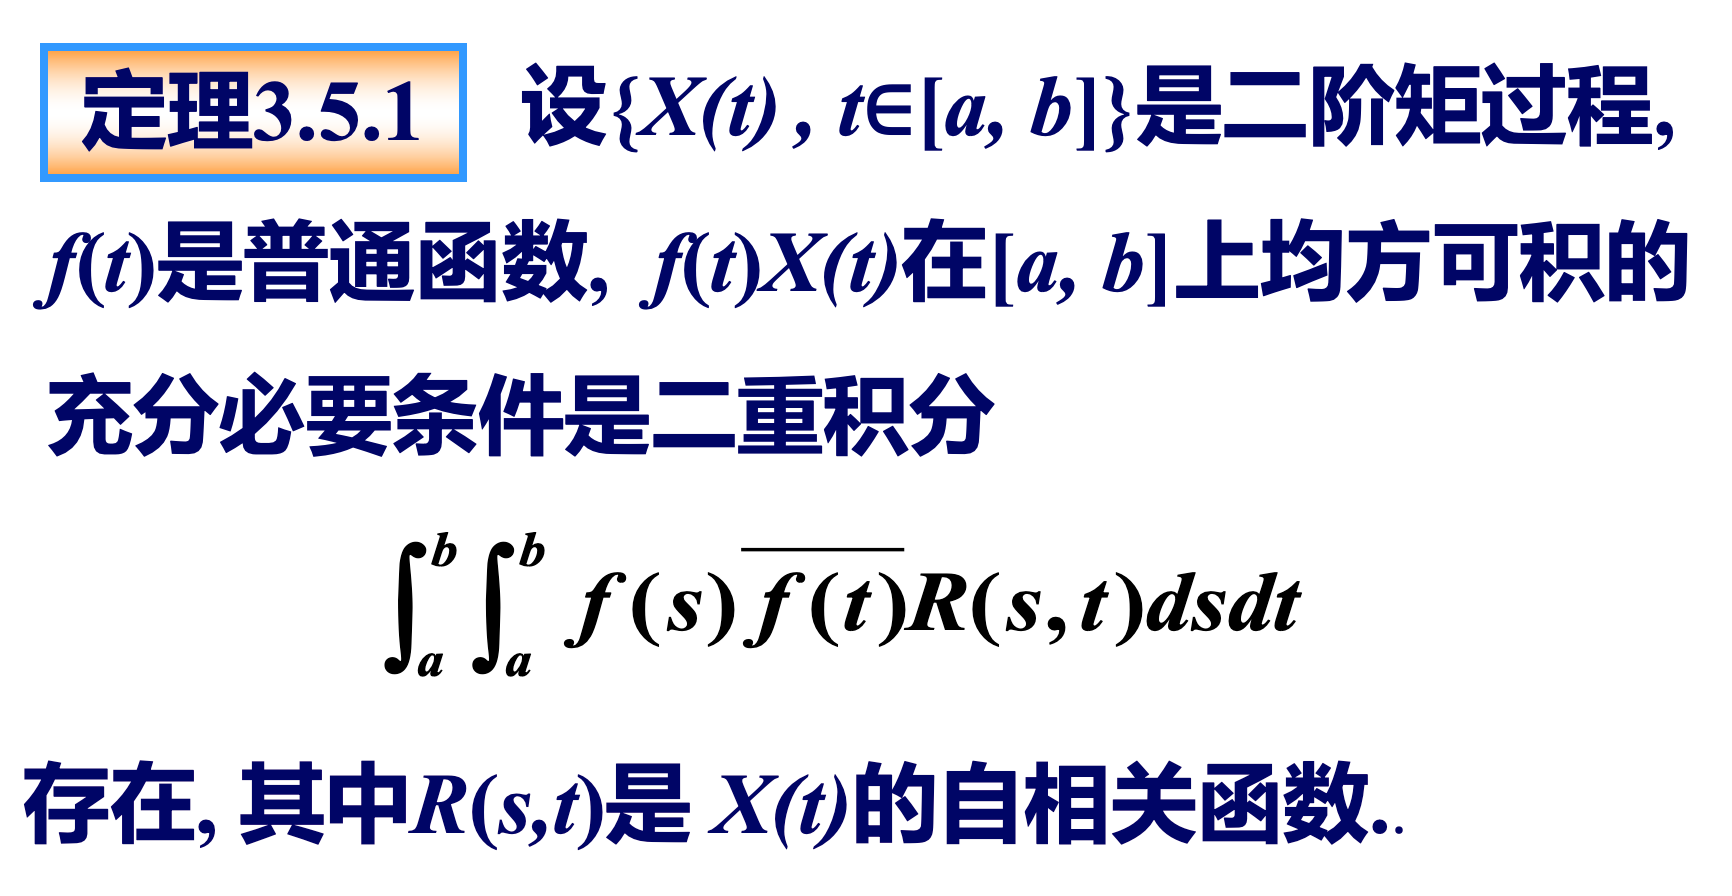 定理3.5.1 设{X(t) , t∈[a, b]}是二阶矩过程,
f(t)是普通函数, f(t)X(t)在[a, b]上均方可积的
充分必要条件是二重积分
$\int_a^b \int_a^b f(s)\overline{f(t)}R(s,t)dsdt$
存在, 其中R(s,t)是 X(t)的自相关函数..